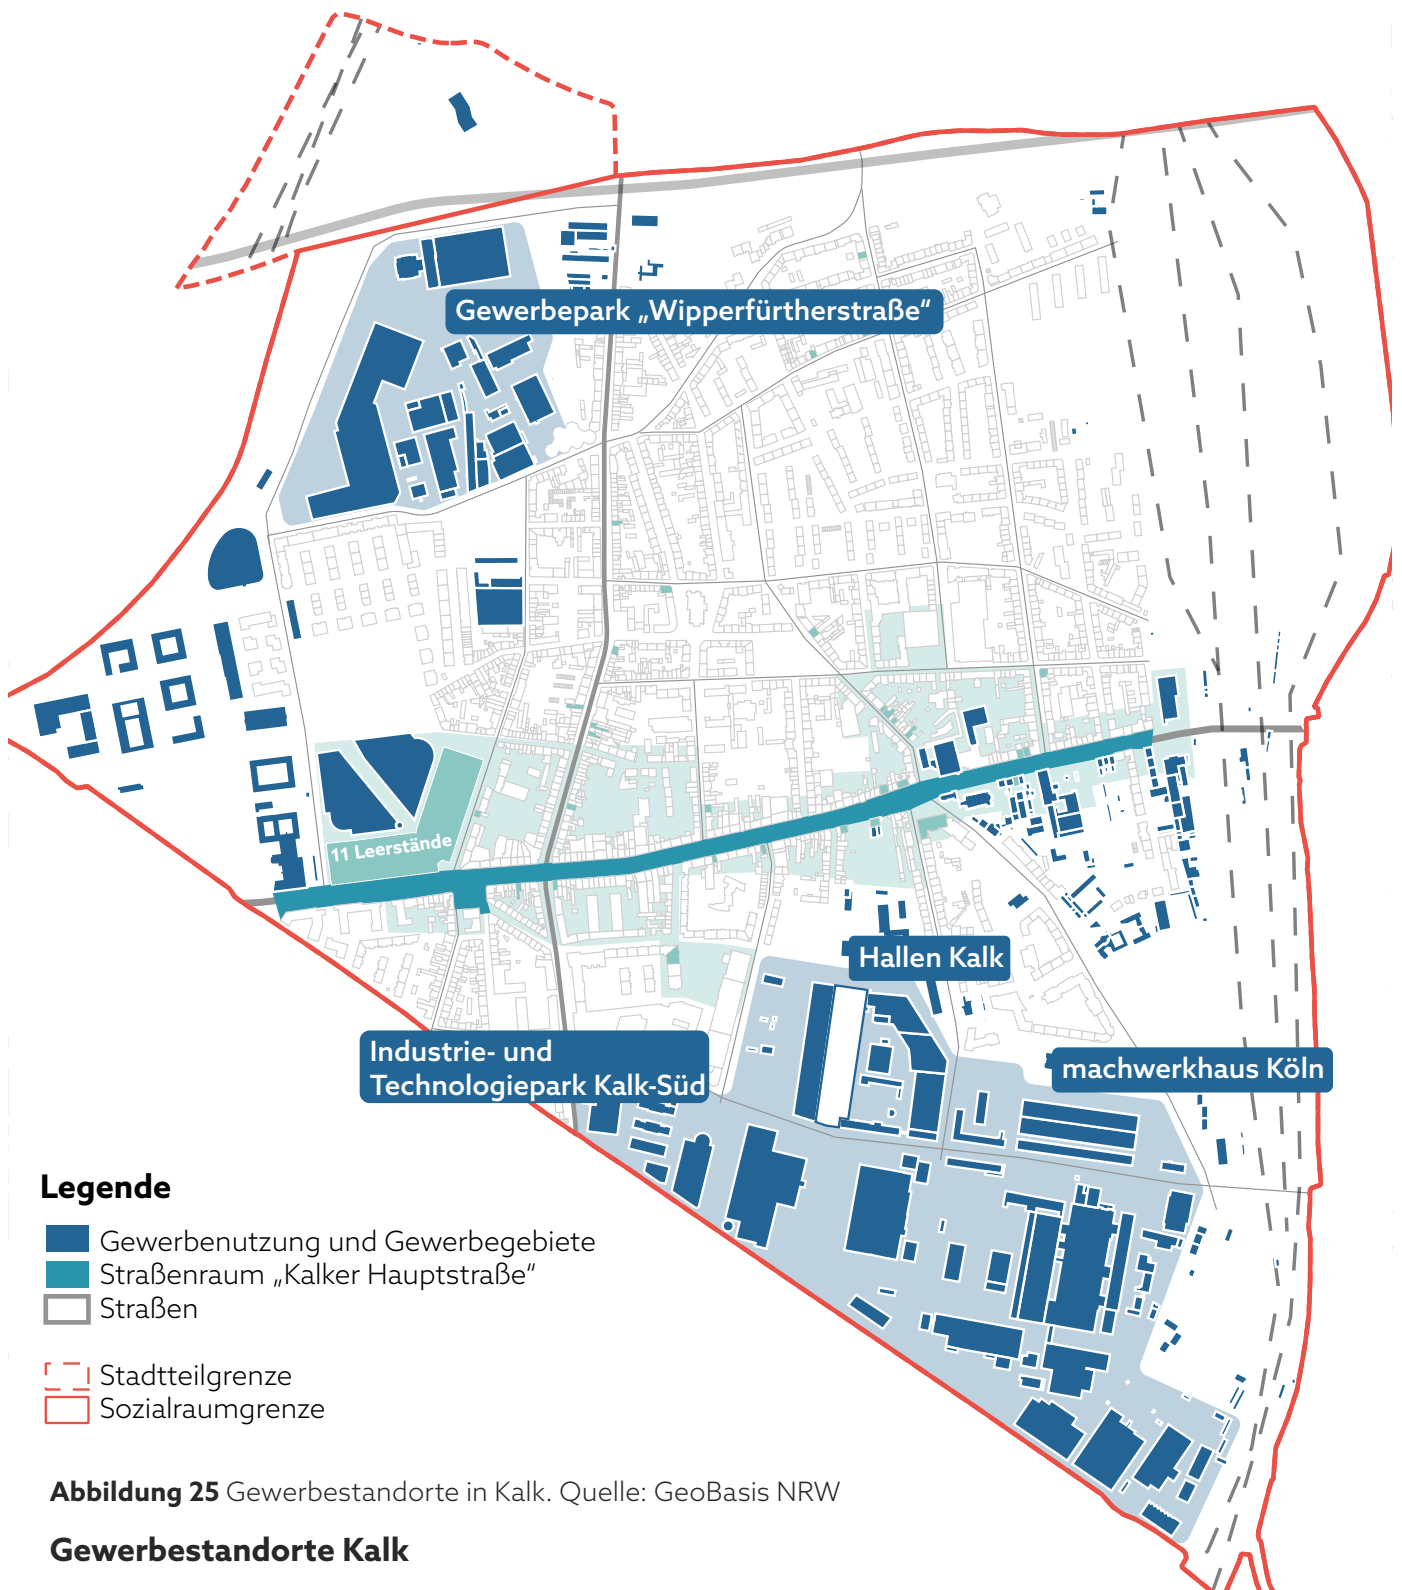 Gewerbepark „Wipperfürtherstraße“
11 Leerstände
Hallen Kalk
Industrie- und
Technologiepark Kalk-Süd
machwerkhaus Köln
Legende
Gewerbenutzung und Gewerbegebiete
Straßenraum „Kalker Hauptstraße“
Straßen
Stadtteilgrenze
Sozialraumgrenze
Abbildung 25 Gewerbestandorte in Kalk. Quelle: GeoBasis NRW
Gewerbestandorte Kalk